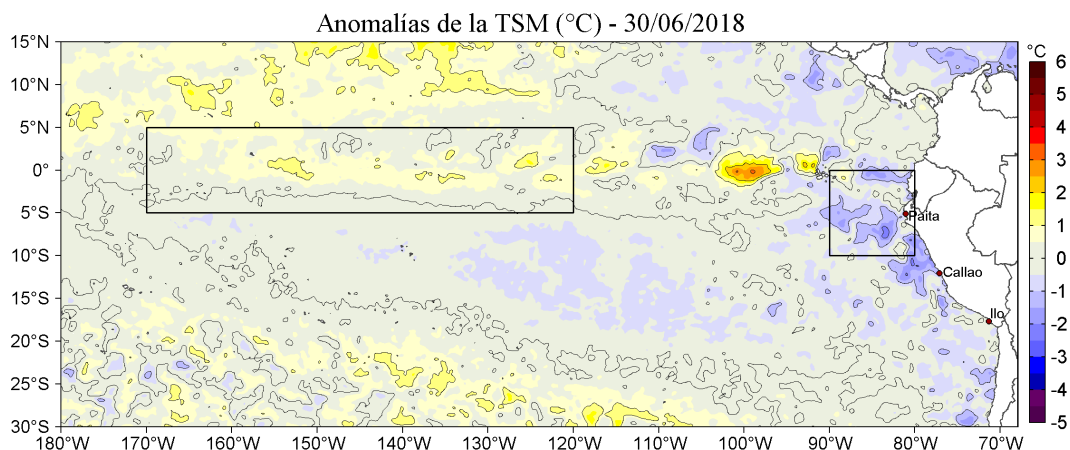 Anomalías de la TSM (°C) - 30/06/2018
15°N
10°N
5°N
0°
5°S
10°S
15°S
20°S
25°S
30°S
180°W
170°W
160°W
150°W
140°W
130°W
120°W
110°W
100°W
90°W
80°W
70°W
Paita
Callao
Ilo
°C
6
5
4
3
2
1
0
-1
-2
-3
-4
-5